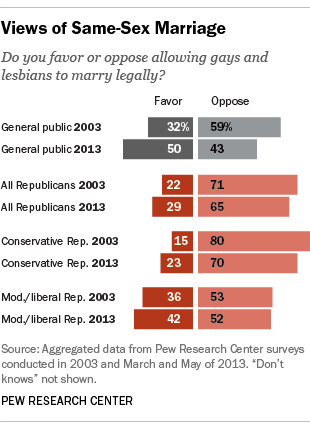 Views of Same-Sex Marriage
Do you favor or oppose allowing gays and
lesbians to marry legally?
Favor Oppose
General public 2003 32% 59%
General public 2013 50 43
All Republicans 2003 22 71
All Republicans 2013 29 65
Conservative Rep. 2003 15 80
Conservative Rep. 2013 23 70
Mod./liberal Rep. 2003 36 53
Mod./liberal Rep. 2013 42 52
Source: Aggregated data from Pew Research Center surveys
conducted in 2003 and March and May of 2013. “Don’t
knows” not shown.
PEW RESEARCH CENTER